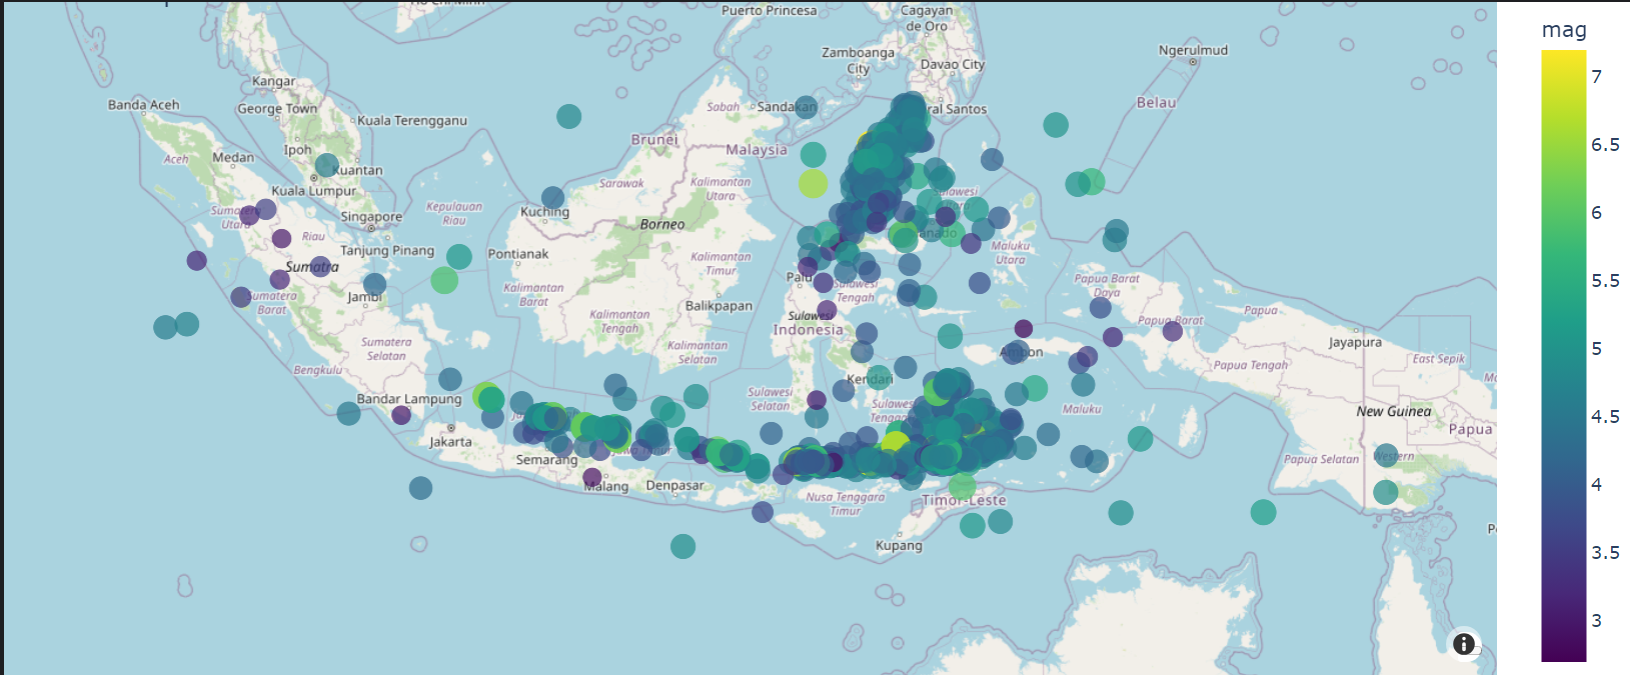 Puerto Princesa
Cagayan
de Oro
mag
Zamboanga
City
Davao City
Ngerulmud
Kangar
Banda Aceh
George Town
Kuala Terengganu
Sabah
Sandakan
ral Santos
Belau
7
6.5
6
5.5
5
4.5
4
3.5
3
Ipoh
Brunei
Malaysia
Aceh
Medan
Kuantan
Kuala Lumpur
Sarawak
Kalimantan
Utara
Kepulauan
Riau
Kuching
Singapore
Borneo
Riau
Tanjung Pinang
Pontianak
Maluku
Utara
Sumatra
Kalimantan
Timur
Jambi
Sumatera
Barat
Kalimantan
Barat
Balikpapan
Sulawesi
Tengah
Papua Barat
Daya
Papua Barat
Papua
Kalimantan
Tengah
Indonesia
Sumatera
Selatan
Kalimantan
Selatan
Ambon
Jayapura
East Sepik
Bengkulu
Kendari
Papua Tengah
Bandar Lampung
Sulawesi
Selatan
Maluku
New Guinea
Papua
Jakarta
Semarang
Papua Selatan
Western
Malang
Denpasar
Nusa Tenggara
Timur
Timor-Leste
Kupang